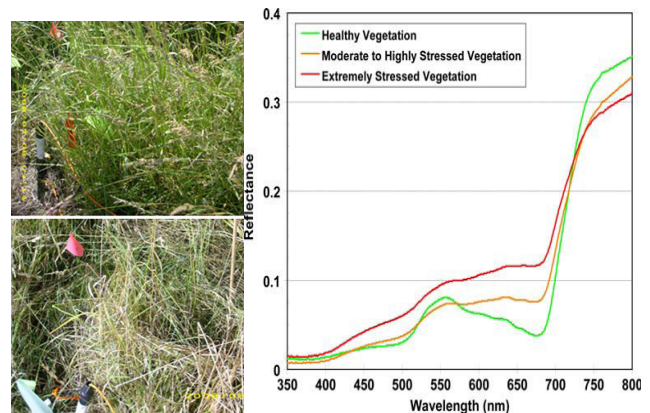 Healthy Vegetation
Moderate to Highly Stressed Vegetation
Extremely Stressed Vegetation
0.4
0.3
0.2
0.1
0
Reflectance
350 400 450 500 550 600 650 700 750 800
Wavelength (nm)